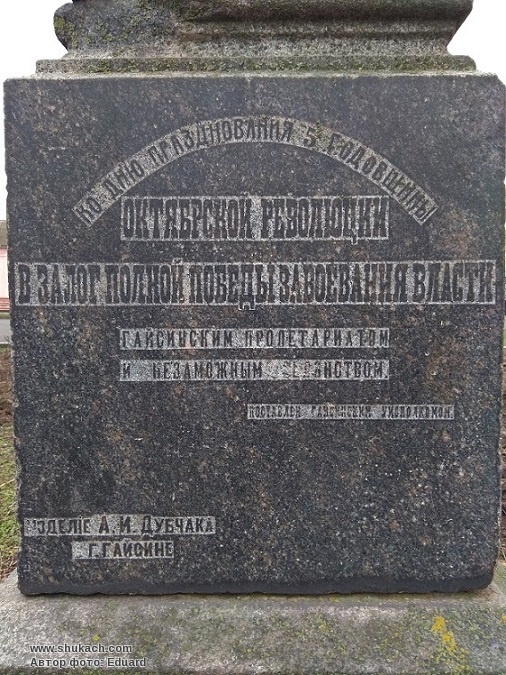 КО ДНЮ ПРАЗДНОВАНИЯ 5 ГОДОВЩИНЫ
ОКТЯБРСКОЙ РЕВОЛЮЦИИ
В ЗАЛОГ ПОЛНОЙ ПОБЕДЫ ЗАВОЕВАНИЯ ВЛАСТИ
ГАЙСИНСКИМ ПРОЛЕТАРИАТОМ
И НЕЗАМОЖНЫМ СЕЛЯНСТВОМ.
ПОСТАВЛЕН ГАЙСИНСКИМ УИСПОЛКОМОМ.
ИЗДЕЛІЕ А. И. ДУБЧАКА
Г. ГАЙСИНЕ
www.shukach.com
Автор фото: Eduard